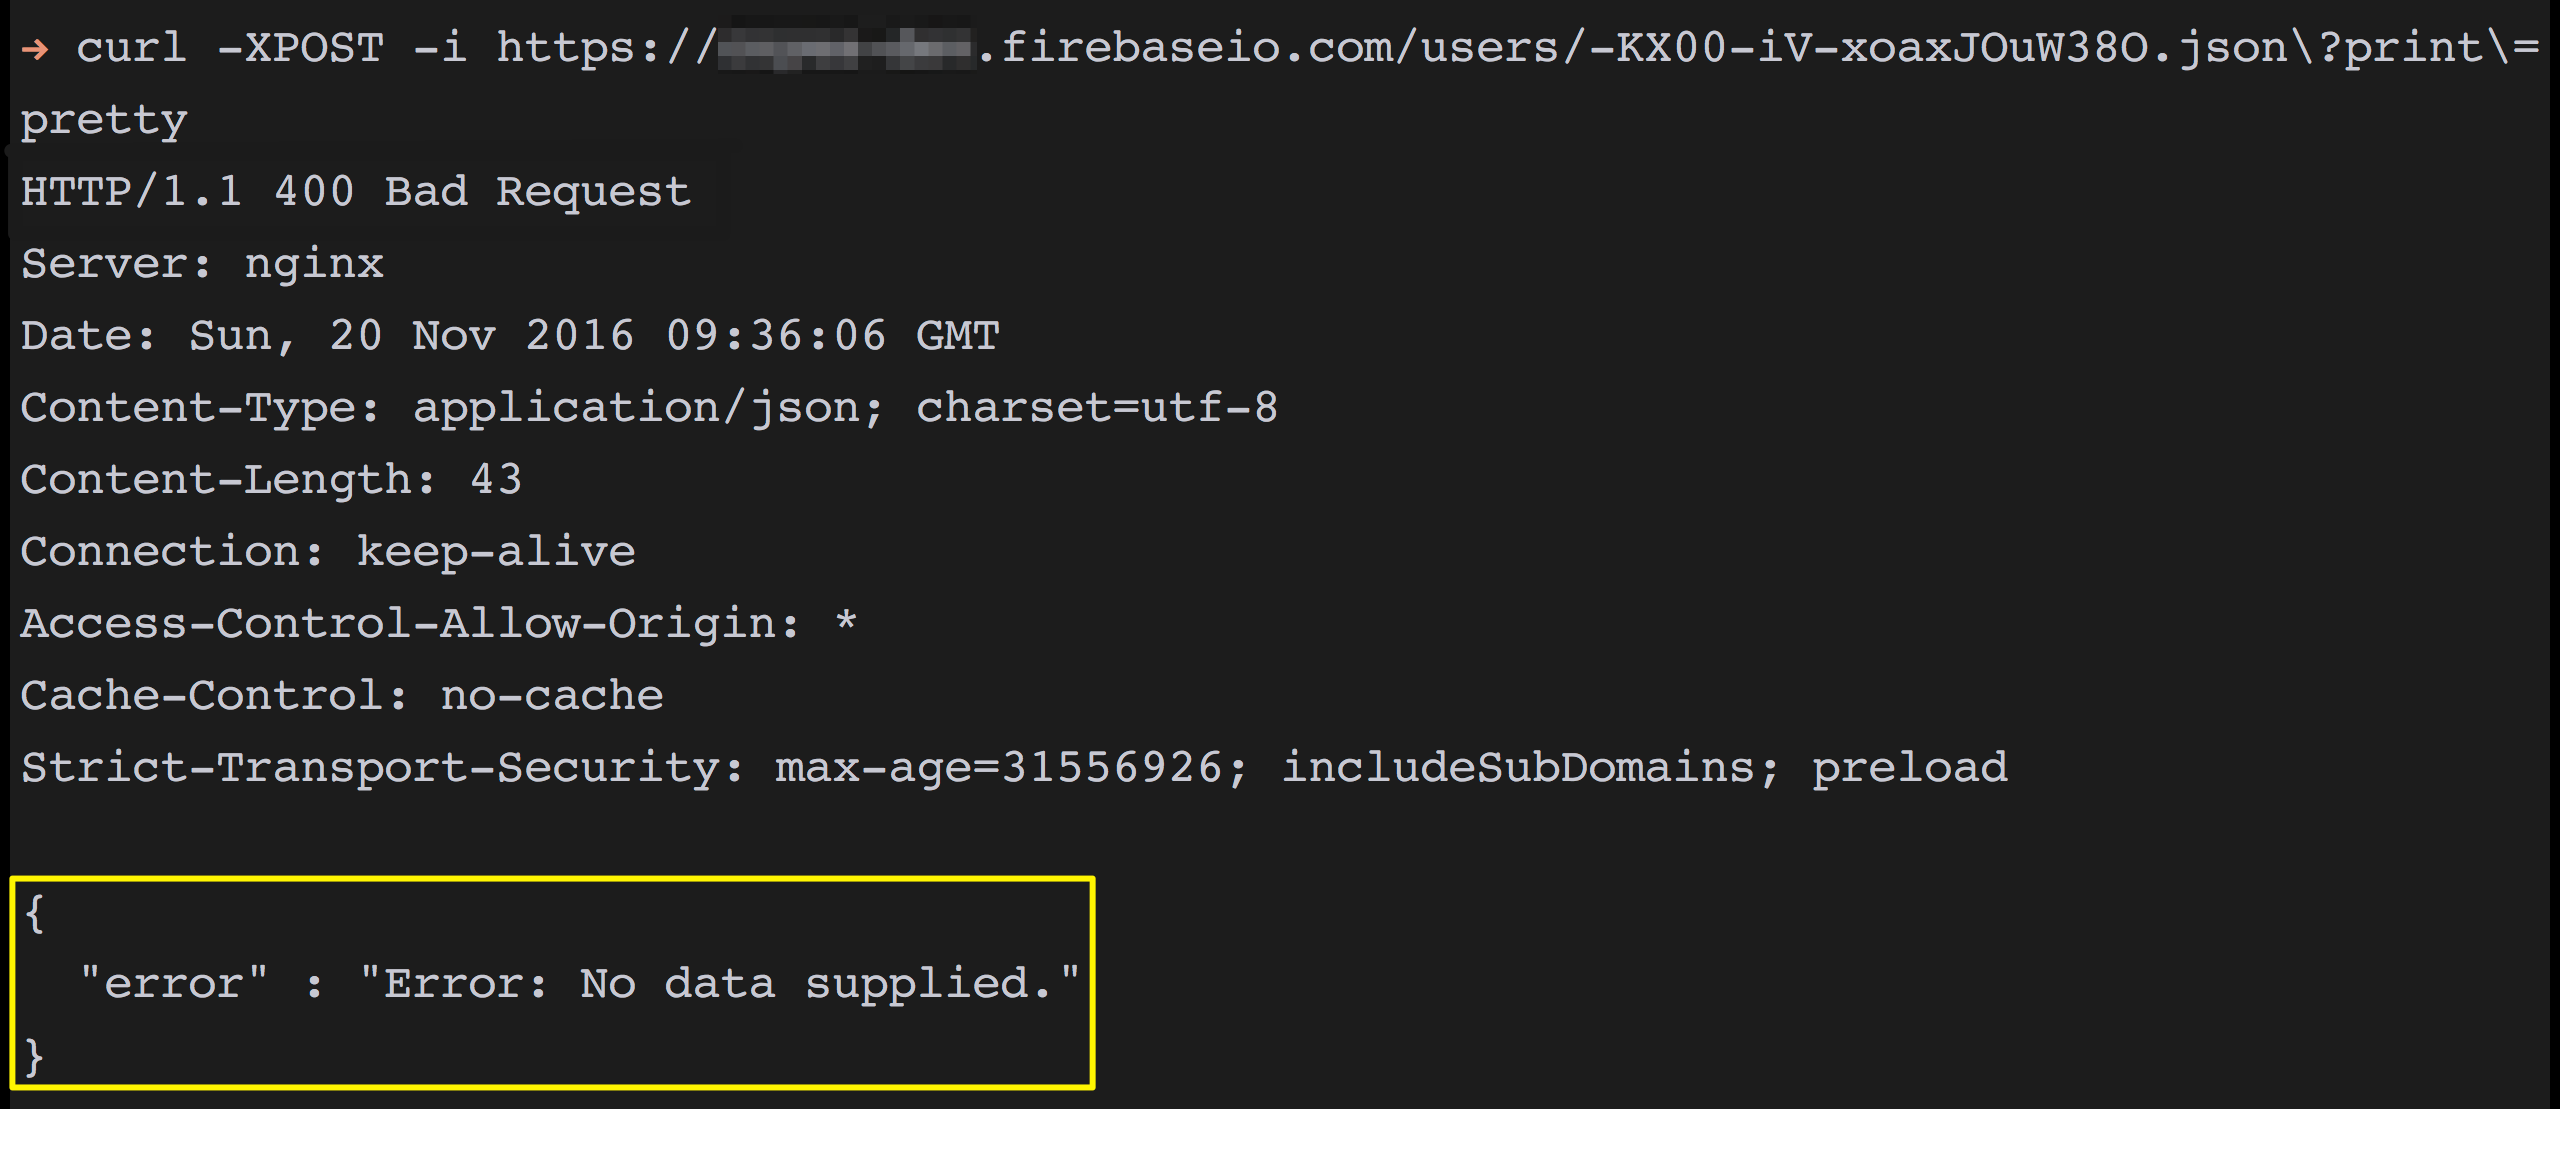 → curl -XPOST -i https://.firebaseio.com/users/-KX00-iV-xoaxJOuW38O.json\?print\=
pretty
HTTP/1.1 400 Bad Request
Server: nginx
Date: Sun, 20 Nov 2016 09:36:06 GMT
Content-Type: application/json; charset=utf-8
Content-Length: 43
Connection: keep-alive
Access-Control-Allow-Origin: *
Cache-Control: no-cache
Strict-Transport-Security: max-age=31556926; includeSubDomains; preload
{
  "error" : "Error: No data supplied."
}